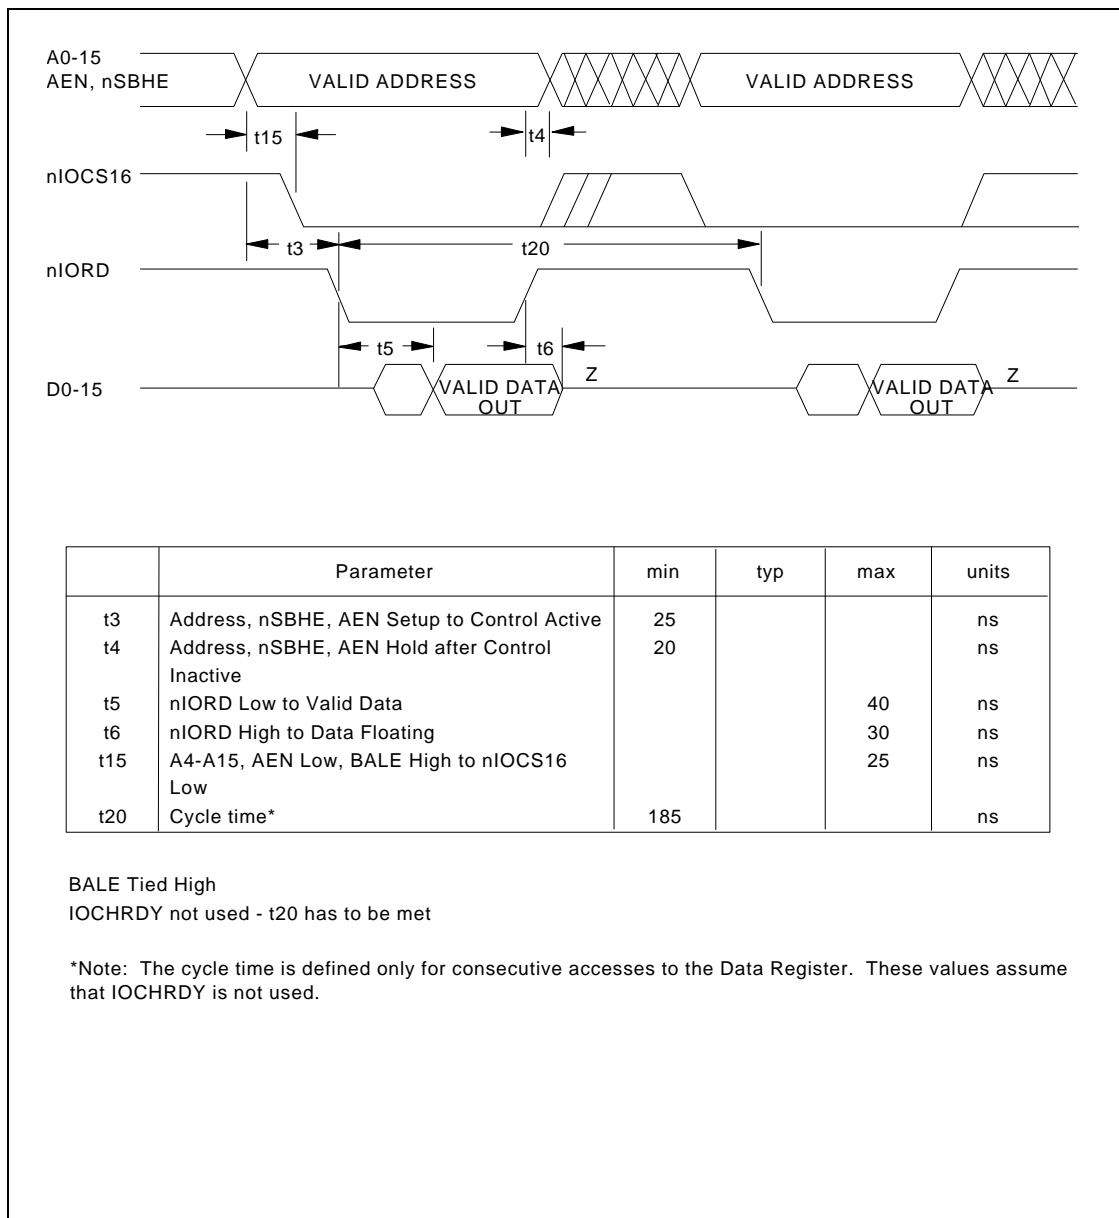 A0-15
AEN, nSBHE
VALID ADDRESS
VALID ADDRESS
t15
t4
nIOCS16
t3
t20
nIORD
t5
t6
D0-15
VALID DATA
OUT
Z
VALID DATA
OUT
Z
Parameter min typ max units
t3 Address, nSBHE, AEN Setup to Control Active 25 ns
t4 Address, nSBHE, AEN Hold after Control 20 ns
Inactive
t5 nIORD Low to Valid Data 40 ns
t6 nIORD High to Data Floating 30 ns
t15 A4-A15, AEN Low, BALE High to nIOCS16 25 ns
Low
t20 Cycle time* 185 ns
BALE Tied High
IOCHRDY not used - t20 has to be met
*Note: The cycle time is defined only for consecutive accesses to the Data Register. These values assume
that IOCHRDY is not used.